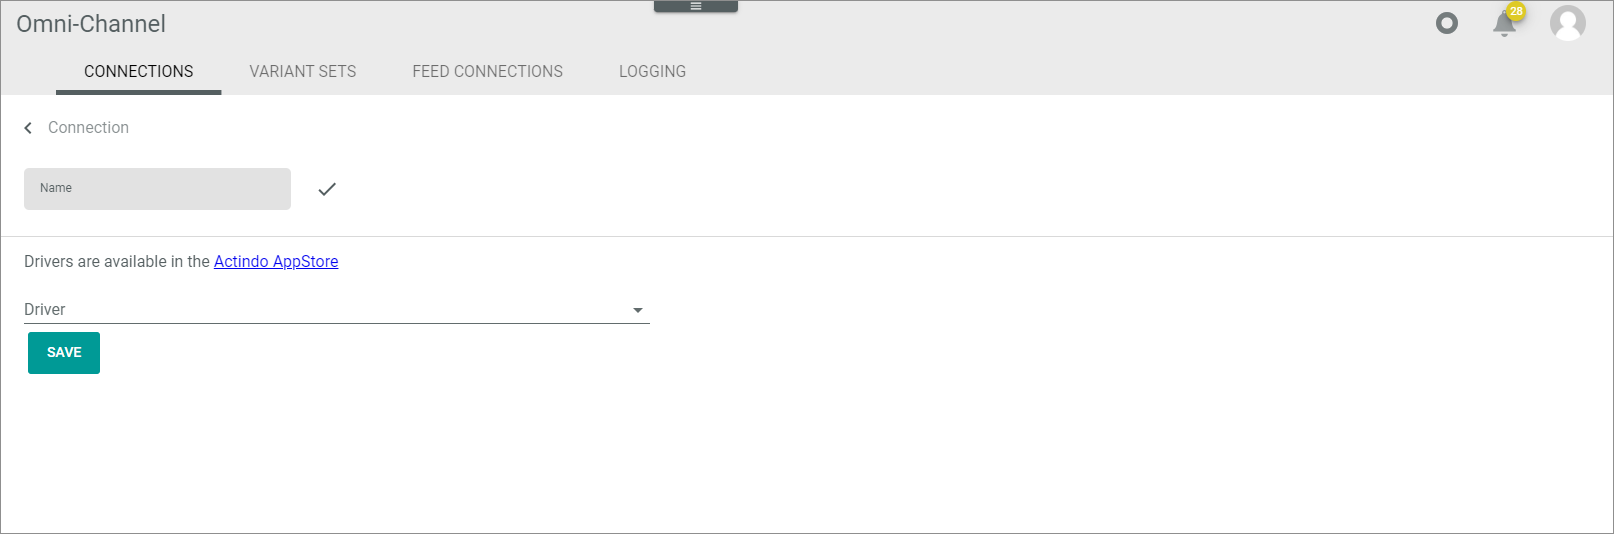 Omni-Channel
28
CONNECTIONS VARIANT SETS FEED CONNECTIONS LOGGING
Connection
Name
Drivers are available in the Actindo AppStore
Driver
SAVE